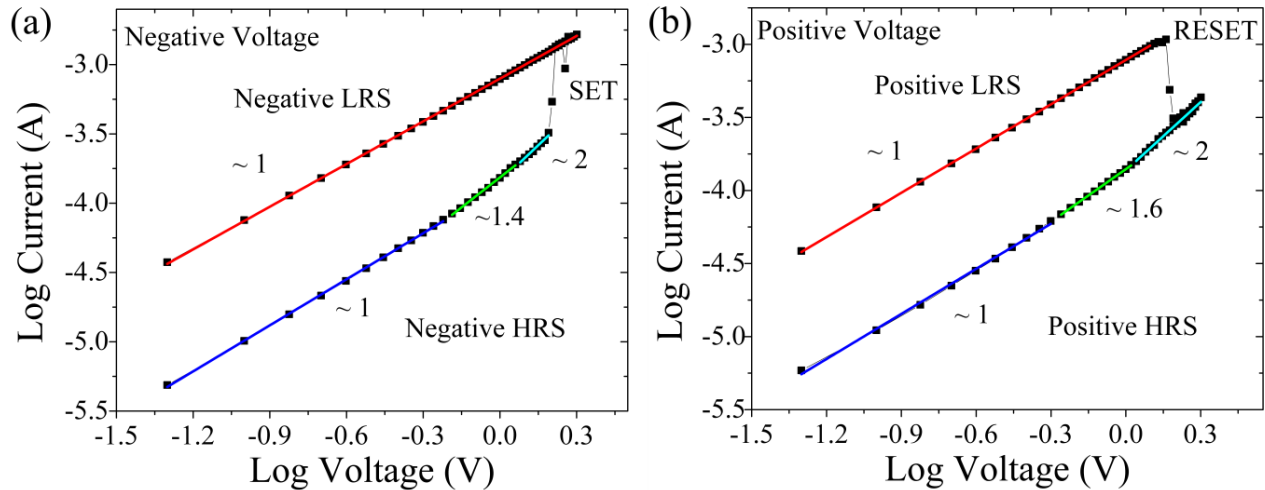 (a)
Negative Voltage
Negative LRS
SET
~ 1
~ 2
~1.4
~ 1
Negative HRS
-3.0
-3.5
-4.0
-4.5
-5.0
-5.5
Log Current (A)
-1.5 -1.2 -0.9 -0.6 -0.3 0.0 0.3
Log Voltage (V)
(b)
Positive Voltage
RESET
Positive LRS
~ 1
~ 2
~ 1.6
~ 1
Positive HRS
-3.0
-3.5
-4.0
-4.5
-5.0
-5.5
Log Current (A)
-1.5 -1.2 -0.9 -0.6 -0.3 0.0 0.3
Log Voltage (V)